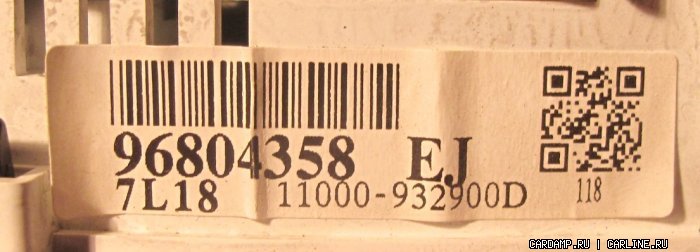 96804358 EJ
7L18 11000-932900D 118
CARDAMP.RU | CARLINE.RU